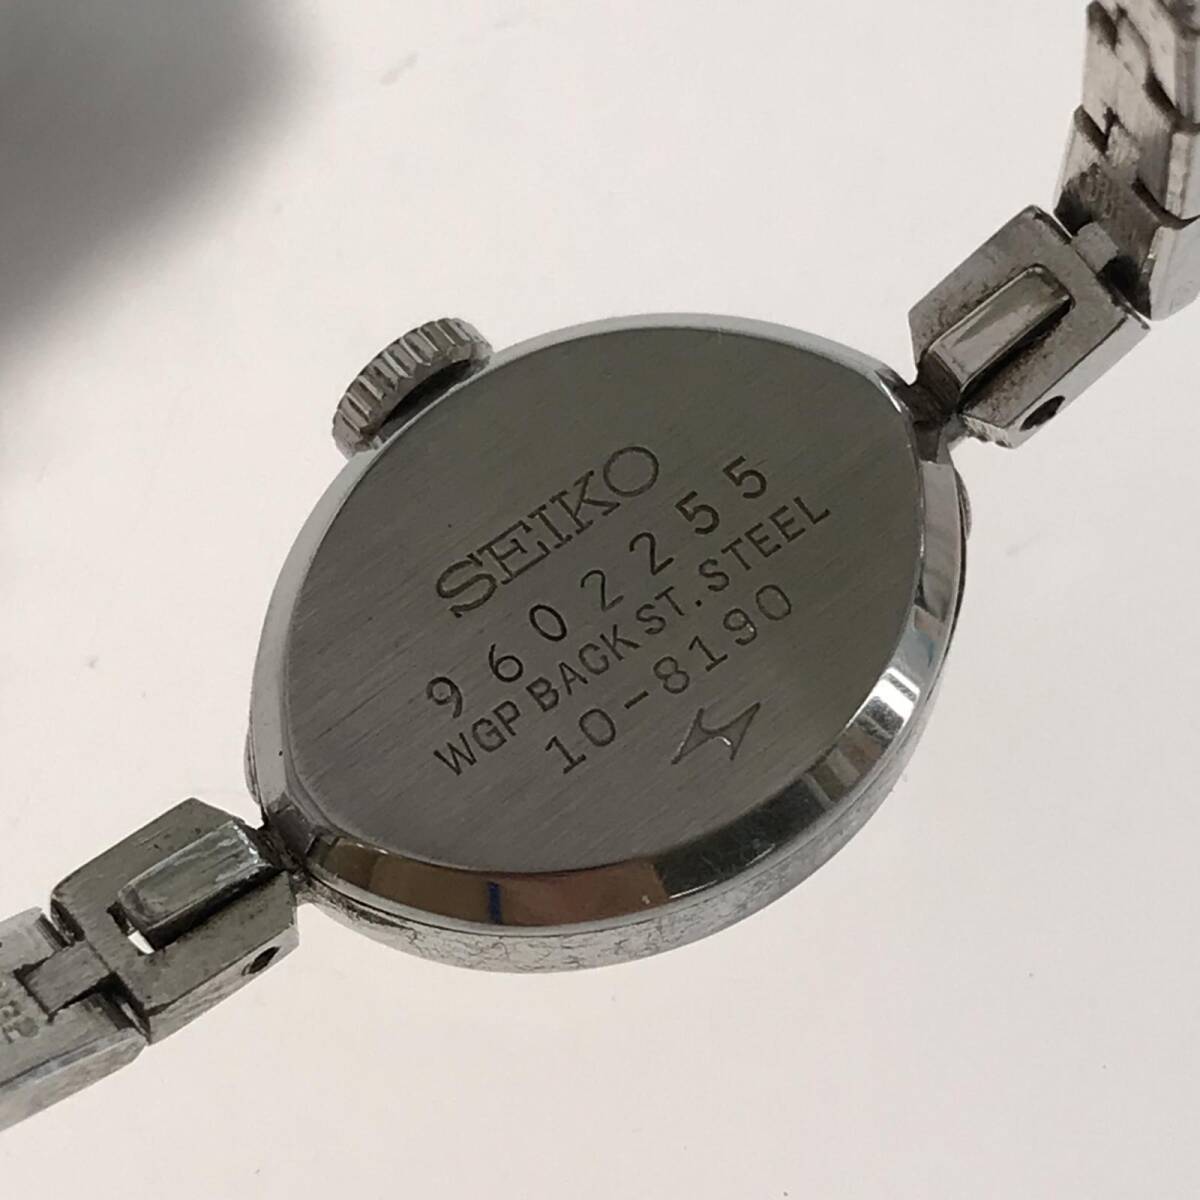 SEIKO
9602255
WGP BACK ST. STEEL
10-8190